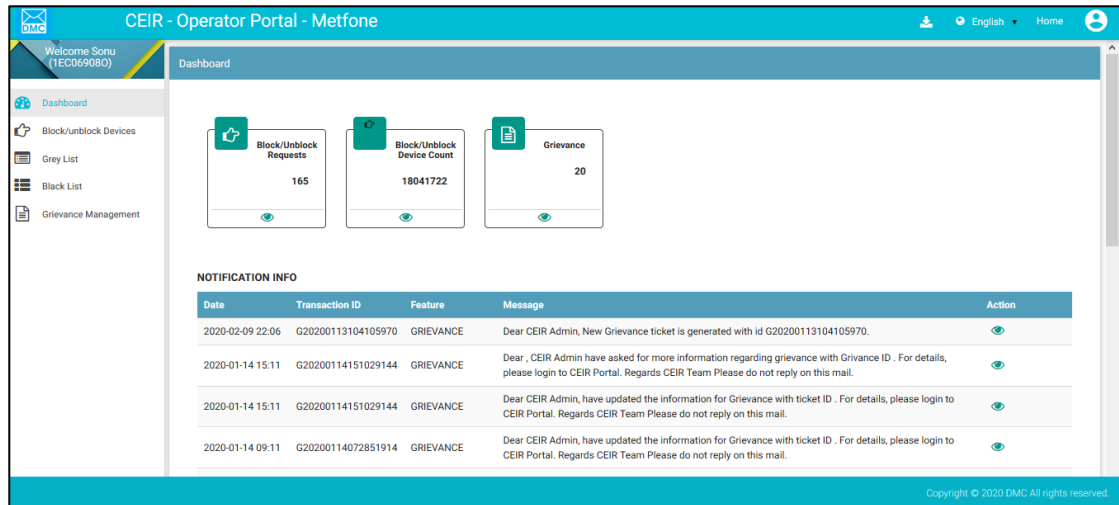 DMC
CEIR - Operator Portal - Metfone
English
Home
Welcome Sonu
(1EC06908O)
Dashboard
Dashboard
Block/unblock Devices
Grey List
Black List
Grievance Management
Block/Unblock
Requests
165
Block/Unblock
Device Count
18041722
Grievance
20
NOTIFICATION INFO
Date Transaction ID Feature Message Action
2020-02-09 22:06 G20200113104105970 GRIEVANCE Dear CEIR Admin, New Grievance ticket is generated with id G20200113104105970.
2020-01-14 15:11 G20200114151029144 GRIEVANCE Dear , CEIR Admin have asked for more information regarding grievance with Grivance ID . For details,
please login to CEIR Portal. Regards CEIR Team Please do not reply on this mail.
2020-01-14 15:11 G20200114151029144 GRIEVANCE Dear CEIR Admin, have updated the information for Grievance with ticket ID . For details, please login to
CEIR Portal. Regards CEIR Team Please do not reply on this mail.
2020-01-14 09:11 G20200114072851914 GRIEVANCE Dear CEIR Admin, have updated the information for Grievance with ticket ID . For details, please login to
CEIR Portal. Regards CEIR Team Please do not reply on this mail.
Copyright © 2020 DMC All rights reserved.